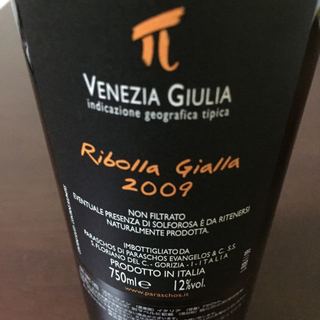 π
VENEZIA GIULIA
indicazione geografica tipica
Ribolla Gialla
2009
NON FILTRATO
EVENTUALE PRESENZA DI SOLFOROSA È DA RITENERSI
NATURALMENTE PRODOTTA.
IMBOTTIGLIATO DA
PARASCHOS DI PARASCHOS EVANGELOS & C. S.S.
S. FLORIANO DEL C. - GORIZIA - I - ITALIA
PRODOTTO IN ITALIA
750ml e 12%vol.
www.paraschos.it